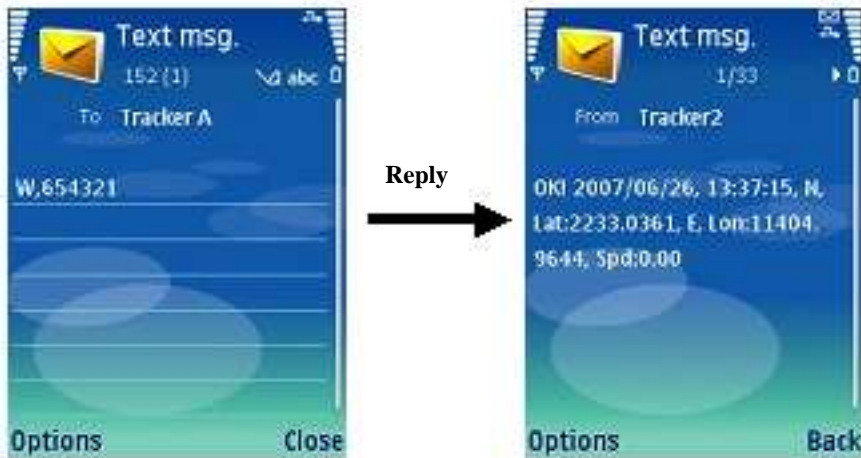 Text msg.
152 (1)
abc
To Tracker A
W,654321
Options
Close
Reply
Text msg.
1/33
From Tracker2
OK! 2007/06/26, 13:37:15, N,
Lat:2233.0361, E, Lon:11404.
9644, Spd:0.00
Options
Back